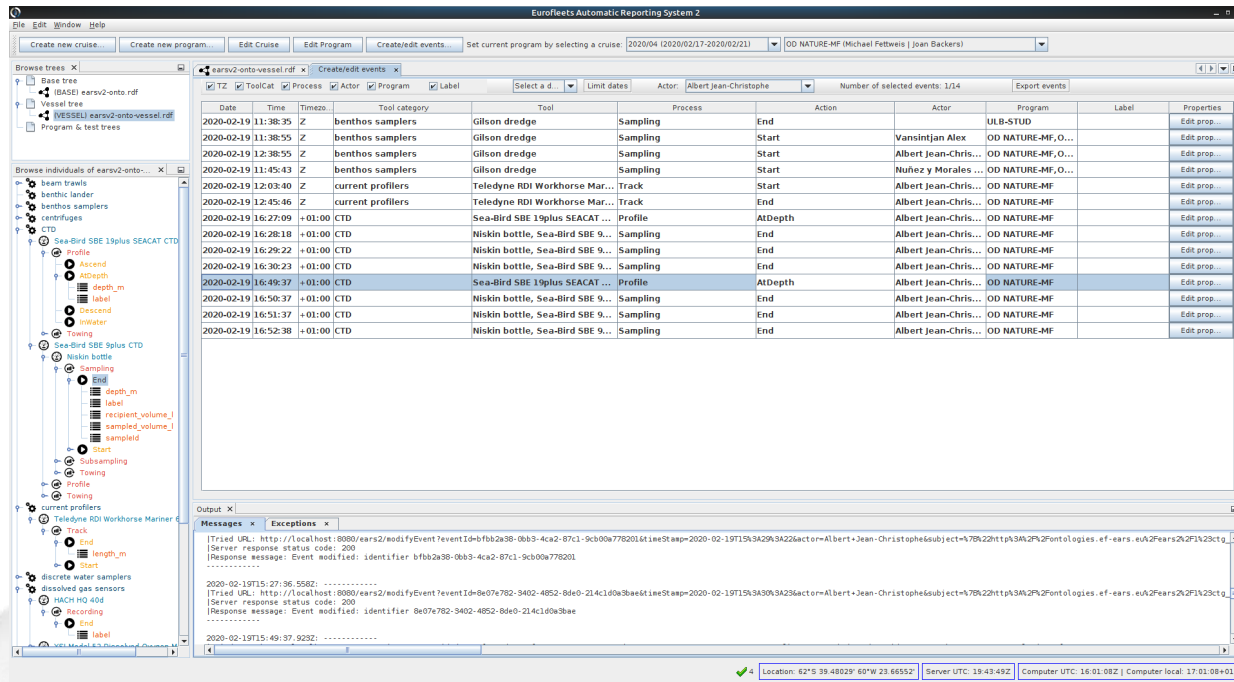 Eurofleets Automatic Reporting System 2
File Edit Window Help
Create new cruise... Create new program... Edit Cruise Edit Program Create/edit events... Set current program by selecting a cruise: 2020/04 (2020/02/17-2020/02/21) OD NATURE-MF (Michael Fettweis | Joan Backers)
Browse trees X
Base tree
(BASE) earsv2-onto.rdf
Vessel tree
(VESSEL) earsv2-onto-vessel.rdf
Program & test trees
Browse individuals of earsv2-onto-... X
beam trawls
benthic lander
benthos samplers
centrifuges
CTD
Sea-Bird SBE 19plus SEACAT CTD
Profile
Ascend
AtDepth
depth_m
label
Descend
InWater
Towing
Sea-Bird SBE 9plus CTD
Niskin bottle
Sampling
End
depth_m
label
recipient_volume_l
sampled_volume_l
sampleId
Start
Subsampling
Towing
Profile
Towing
current profilers
Teledyne RDI Workhorse Mariner 6
Track
End
length_m
Start
discrete water samplers
dissolved gas sensors
HACH HQ 40d
Recording
End
label
earsv2-onto-vessel.rdf x Create/edit events x
TZ ToolCat Process Actor Program Label Select a d... Limit dates Actor: Albert Jean-Christophe Number of selected events: 1/14 Export events
Date Time Timezo... Tool category Tool Process Action Actor Program Label Properties
2020-02-19 11:38:35 Z benthos samplers Gilson dredge Sampling End ULB-STUD Edit prop...
2020-02-19 11:38:55 Z benthos samplers Gilson dredge Sampling Start Vansintjan Alex OD NATURE-MF,O... Edit prop...
2020-02-19 12:38:55 Z benthos samplers Gilson dredge Sampling Start Albert Jean-Chris... OD NATURE-MF,O... Edit prop...
2020-02-19 11:45:43 Z benthos samplers Gilson dredge Sampling Start Nuñez y Morales ... OD NATURE-MF,O... Edit prop...
2020-02-19 12:03:40 Z current profilers Teledyne RDI Workhorse Mar... Track Start Albert Jean-Chris... OD NATURE-MF Edit prop...
2020-02-19 12:45:46 Z current profilers Teledyne RDI Workhorse Mar... Track End Albert Jean-Chris... OD NATURE-MF Edit prop...
2020-02-19 16:27:09 +01:00 CTD Sea-Bird SBE 19plus SEACAT ... Profile AtDepth Albert Jean-Chris... OD NATURE-MF Edit prop...
2020-02-19 16:28:18 +01:00 CTD Niskin bottle, Sea-Bird SBE 9... Sampling End Albert Jean-Chris... OD NATURE-MF Edit prop...
2020-02-19 16:29:22 +01:00 CTD Niskin bottle, Sea-Bird SBE 9... Sampling End Albert Jean-Chris... OD NATURE-MF Edit prop...
2020-02-19 16:30:23 +01:00 CTD Niskin bottle, Sea-Bird SBE 9... Sampling End Albert Jean-Chris... OD NATURE-MF Edit prop...
2020-02-19 16:49:37 +01:00 CTD Sea-Bird SBE 19plus SEACAT ... Profile AtDepth Albert Jean-Chris... OD NATURE-MF Edit prop...
2020-02-19 16:50:37 +01:00 CTD Niskin bottle, Sea-Bird SBE 9... Sampling End Albert Jean-Chris... OD NATURE-MF Edit prop...
2020-02-19 16:51:37 +01:00 CTD Niskin bottle, Sea-Bird SBE 9... Sampling End Albert Jean-Chris... OD NATURE-MF Edit prop...
2020-02-19 16:52:38 +01:00 CTD Niskin bottle, Sea-Bird SBE 9... Sampling End Albert Jean-Chris... OD NATURE-MF Edit prop...
Output X
Messages x Exceptions x
|Tried URL: http://localhost:8080/ears2/modifyEvent?eventId=bfbb2a38-0bb3-4ca2-87c1-9cb00a778201&timeStamp=2020-02-19T15%3A29%3A22&actor=Albert+Jean-Christophe&subject=%7B%22http%3A%2F%2Fontologies.ef-ears.eu%2Fears2%2F1%23ctg_
|Server response status code: 200
|Response message: Event modified: identifier bfbb2a38-0bb3-4ca2-87c1-9cb00a778201
------------
2020-02-19T15:27:36.558Z: ------------
|Tried URL: http://localhost:8080/ears2/modifyEvent?eventId=8e07e782-3402-4852-8de0-214c1d0a3bae&timeStamp=2020-02-19T15%3A30%3A23&actor=Albert+Jean-Christophe&subject=%7B%22http%3A%2F%2Fontologies.ef-ears.eu%2Fears2%2F1%23ctg_
|Server response status code: 200
|Response message: Event modified: identifier 8e07e782-3402-4852-8de0-214c1d0a3bae
------------
2020-02-19T15:49:37.923Z: ------------
4 Location: 62°S 39.48029' 60°W 23.66552' Server UTC: 19:43:49Z Computer UTC: 16:01:08Z | Computer local: 17:01:08+01